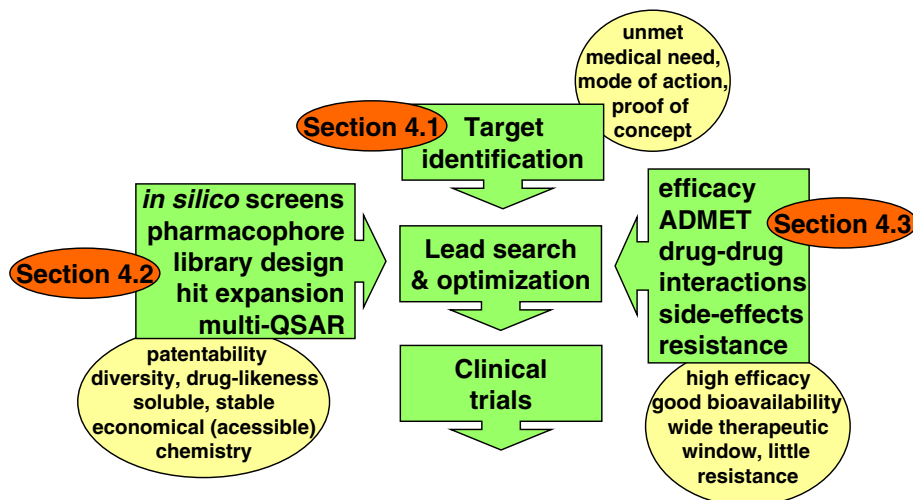 unmet
medical need,
mode of action,
proof of
concept
Section 4.1
Target
identification
in silico screens
pharmacophore
library design
hit expansion
multi-QSAR
Section 4.2
patentability
diversity, drug-likeness
soluble, stable
economical (acessible)
chemistry
Lead search
& optimization
Clinical
trials
efficacy
ADMET
drug-drug
interactions
side-effects
resistance
Section 4.3
high efficacy
good bioavailability
wide therapeutic
window, little
resistance